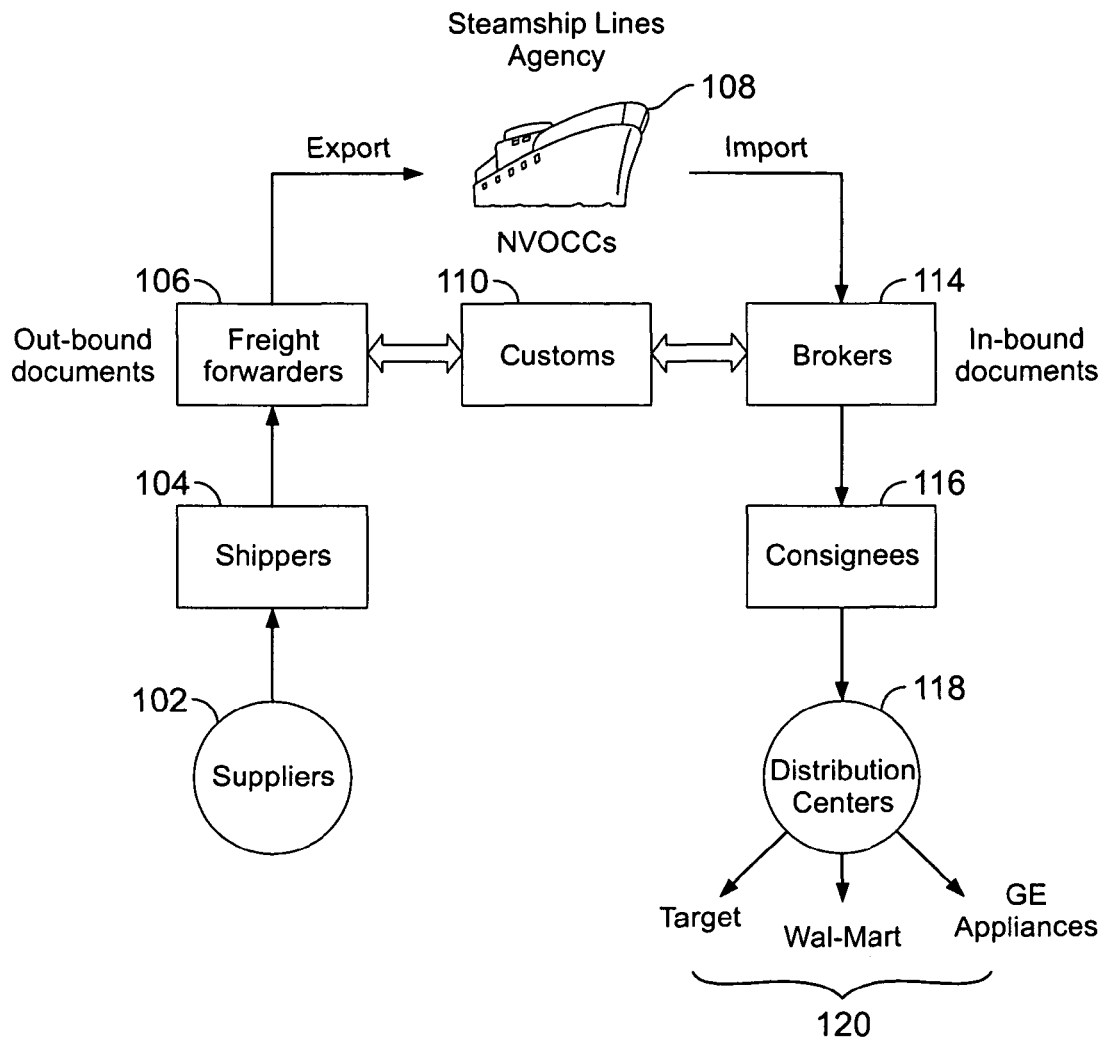 Steamship Lines
Agency
108
Export
Import
NVOCCs
106
110
114
Out-bound
documents
Freight
forwarders
Customs
Brokers
In-bound
documents
104
116
Shippers
Consignees
102
118
Suppliers
Distribution
Centers
Target
Wal-Mart
GE
Appliances
120